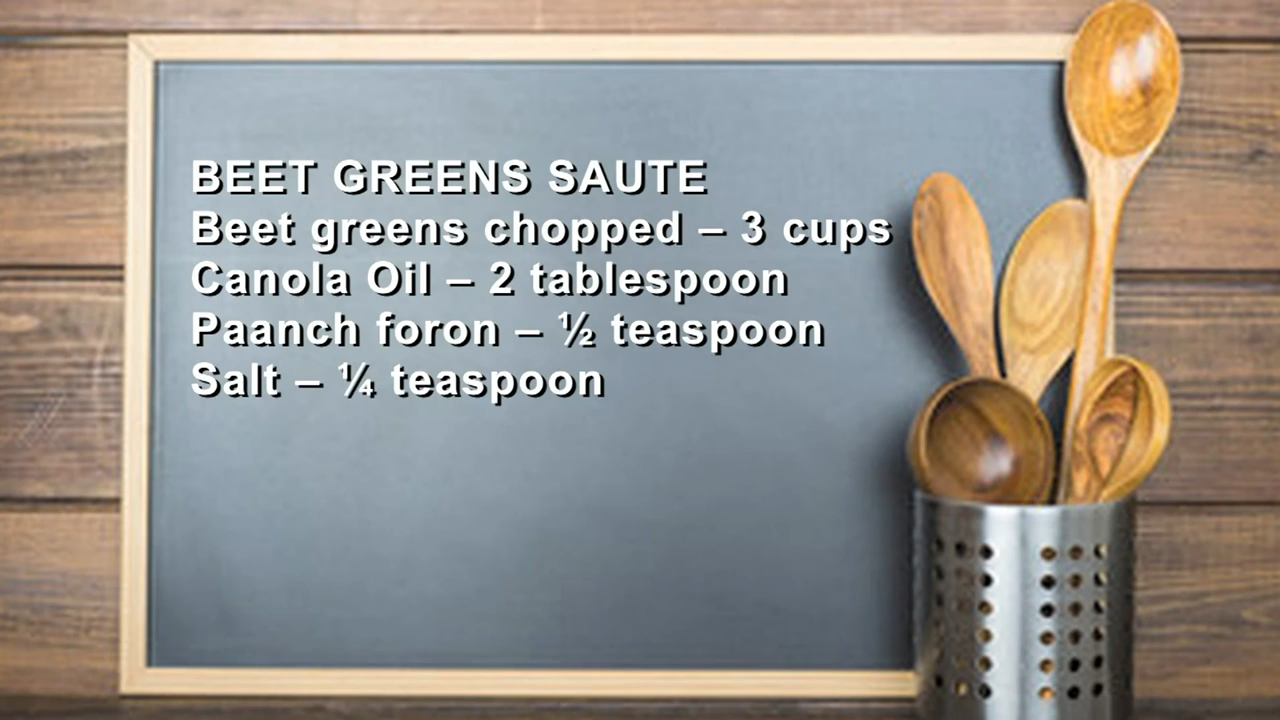 BEET GREENS SAUTE
Beet greens chopped – 3 cups
Canola Oil – 2 tablespoon
Paanch foron – ½ teaspoon
Salt – ¼ teaspoon